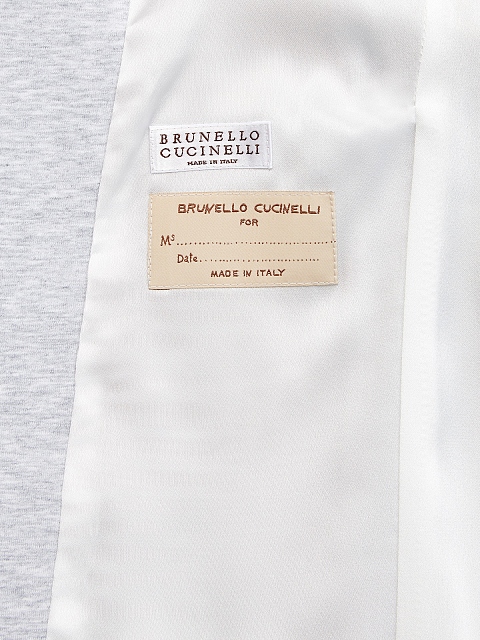 BRUNELLO
CUCINELLI
MADE IN ITALY
BRUNELLO CUCINELLI
FOR
Ms..............................
Date......................
MADE IN ITALY